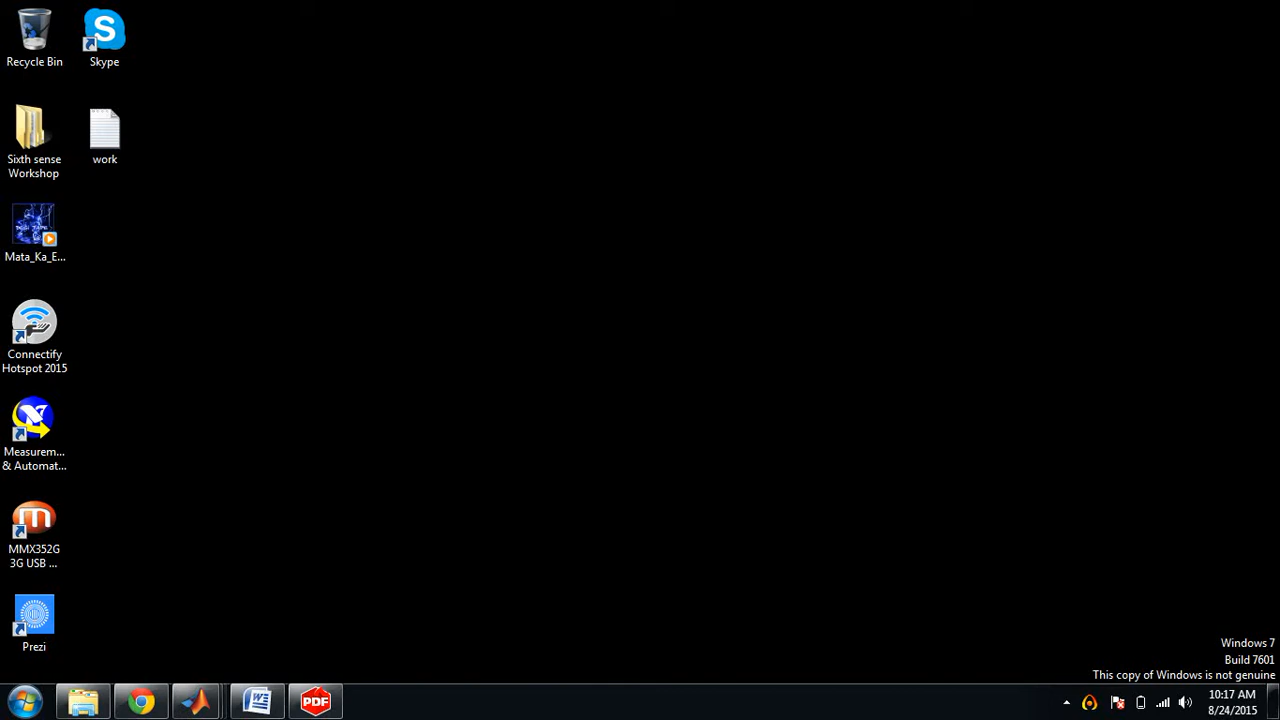 Recycle Bin
Skype
Sixth sense
Workshop
work
Mata_Ka_E...
Connectify
Hotspot 2015
Measurem...
& Automat...
MMX352G
3G USB ...
Prezi
Windows 7
Build 7601
This copy of Windows is not genuine
PDF
10:17 AM
8/24/2015